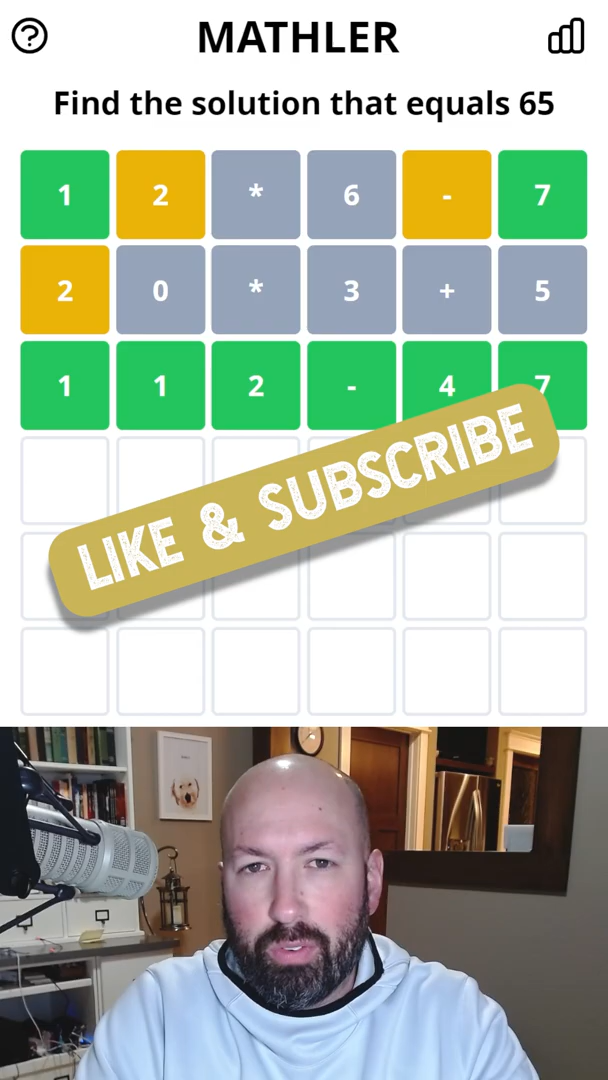 MATHLER
Find the solution that equals 65
1 2 * 6 - 7
2 0 * 3 + 5
1 1 2 - 4 7
LIKE & SUBSCRIBE